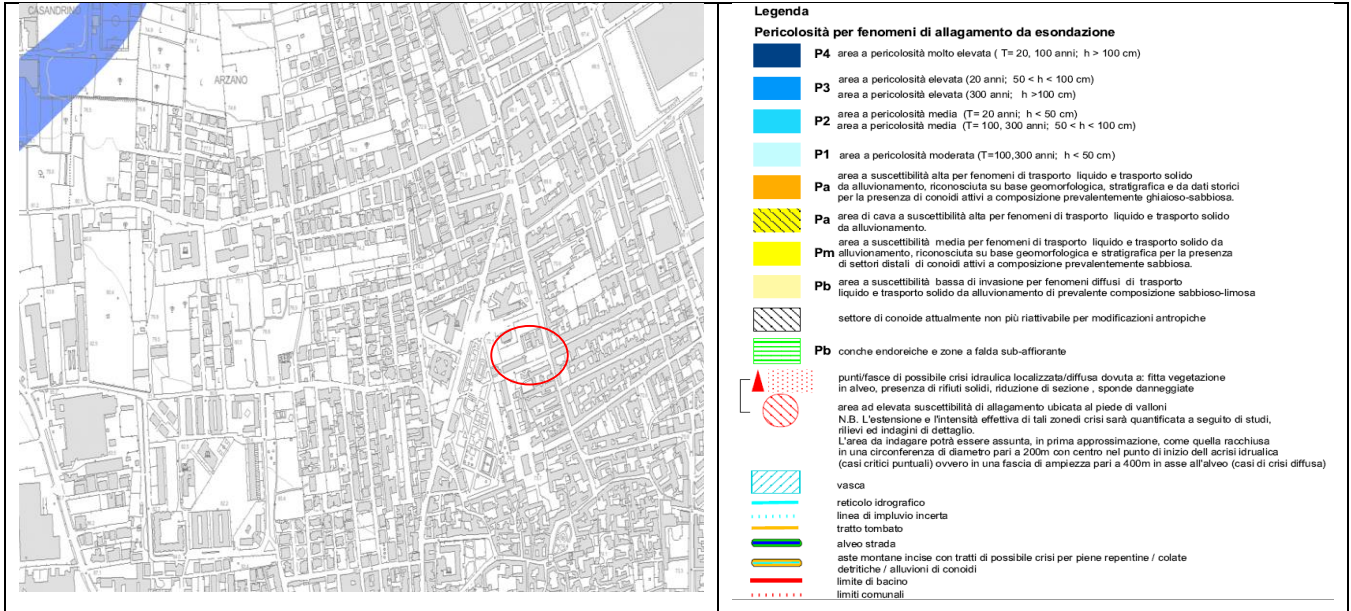 CASANDRINO
ARZANO
Legenda
Pericolosità per fenomeni di allagamento da esondazione
P4 area a pericolosità molto elevata ( T= 20, 100 anni; h > 100 cm)
P3 area a pericolosità elevata (20 anni; 50 < h < 100 cm)
area a pericolosità elevata (300 anni; h >100 cm)
P2 area a pericolosità media (T= 20 anni; h < 50 cm)
area a pericolosità media (T= 100, 300 anni; 50 < h < 100 cm)
P1 area a pericolosità moderata (T=100,300 anni; h < 50 cm)
Pa area a suscettibilità alta per fenomeni di trasporto liquido e trasporto solido
da alluvionamento, riconosciuta su base geomorfologica, stratigrafica e da dati storici
per la presenza di conoidi attivi a composizione prevalentemente ghiaioso-sabbiosa.
Pa area di cava a suscettibilità alta per fenomeni di trasporto liquido e trasporto solido
da alluvionamento.
Pm area a suscettibilità media per fenomeni di trasporto liquido e trasporto solido da
alluvionamento, riconosciuta su base geomorfologica e stratigrafica per la presenza
di settori distali di conoidi attivi a composizione prevalentemente sabbiosa.
Pb area a suscettibilità bassa di invasione per fenomeni diffusi di trasporto
liquido e trasporto solido da alluvionamento di prevalente composizione sabbioso-limosa
settore di conoide attualmente non più riattivabile per modificazioni antropiche
Pb conche endoreiche e zone a falda sub-affiorante
punti/fasce di possibile crisi idraulica localizzata/diffusa dovuta a: fitta vegetazione
in alveo, presenza di rifiuti solidi, riduzione di sezione , sponde danneggiate
area ad elevata suscettibilità di allagamento ubicata al piede di valloni
N.B. L'estensione e l'intensità effettiva di tali zonedi crisi sarà quantificata a seguito di studi,
rilievi ed indagini di dettaglio.
L'area da indagare potrà essere assunta, in prima approssimazione, come quella racchiusa
in una circonferenza di diametro pari a 200m con centro nel punto di inizio dell acrisi idrualica
(casi critici puntuali) ovvero in una fascia di ampiezza pari a 400m in asse all'alveo (casi di crisi diffusa)
vasca
reticolo idrografico
linea di impluvio incerta
tratto tombato
alveo strada
aste montane incise con tratti di possibile crisi per piene repentine / colate
detritiche / alluvioni di conoidi
limite di bacino
limiti comunali